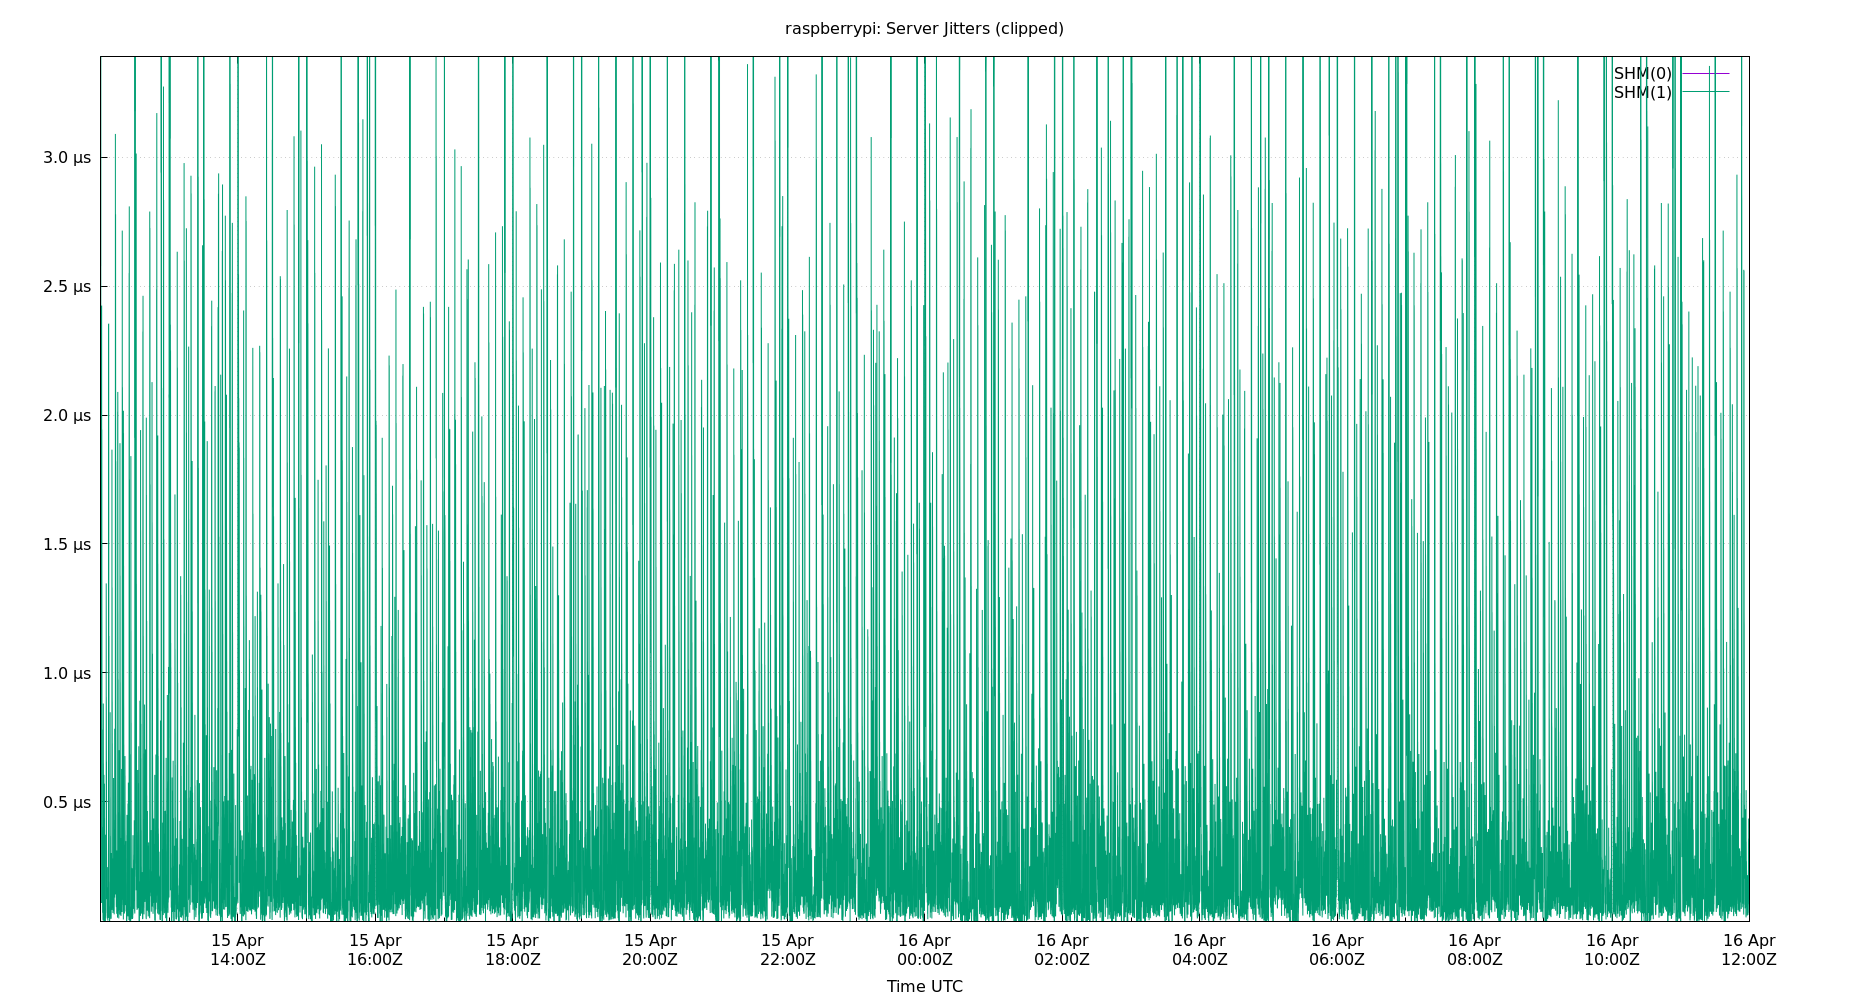 raspberrypi: Server Jitters (clipped)
SHM(0)
SHM(1)
3.0 µs
2.5 µs
2.0 µs
1.5 µs
1.0 µs
0.5 µs
15 Apr 15 Apr 15 Apr 15 Apr 15 Apr 16 Apr 16 Apr 16 Apr 16 Apr 16 Apr 16 Apr 16 Apr
14:00Z 16:00Z 18:00Z 20:00Z 22:00Z 00:00Z 02:00Z 04:00Z 06:00Z 08:00Z 10:00Z 12:00Z
Time UTC